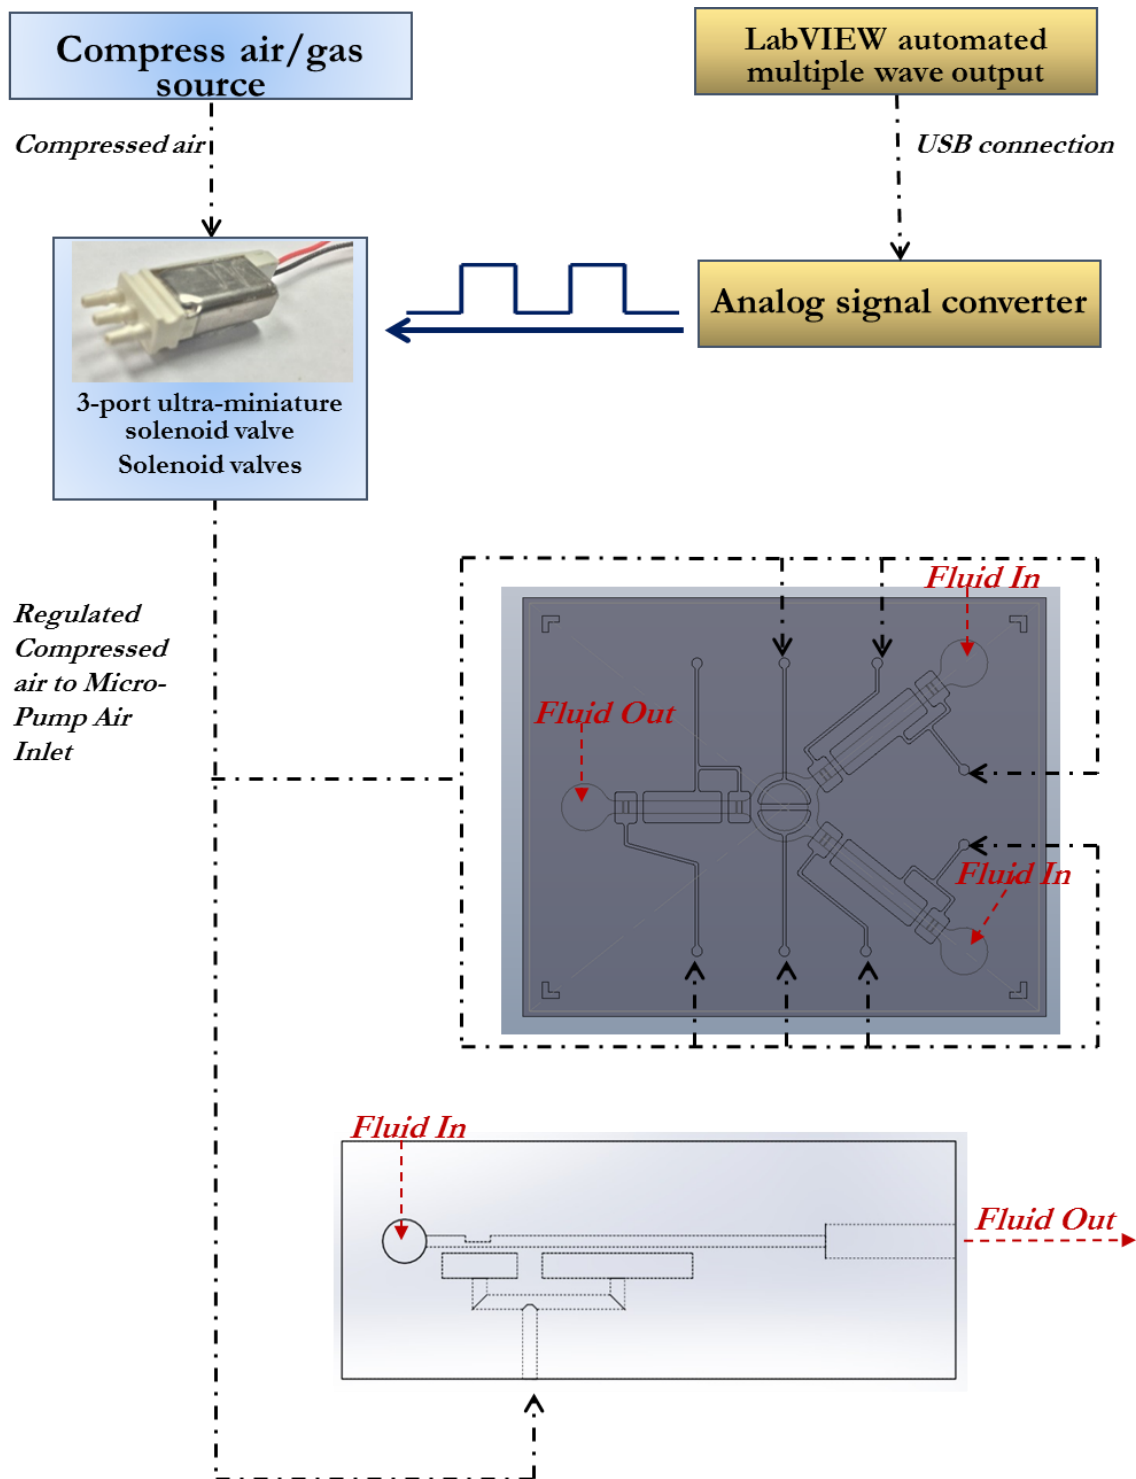 Compress air/gas
source
LabVIEW automated
multiple wave output
Compressed air
USB connection
Analog signal converter
3-port ultra-miniature
solenoid valve
Solenoid valves
Regulated
Compressed
air to Micro-
Pump Air
Inlet
Fluid In
Fluid Out
Fluid In
Fluid In
Fluid Out